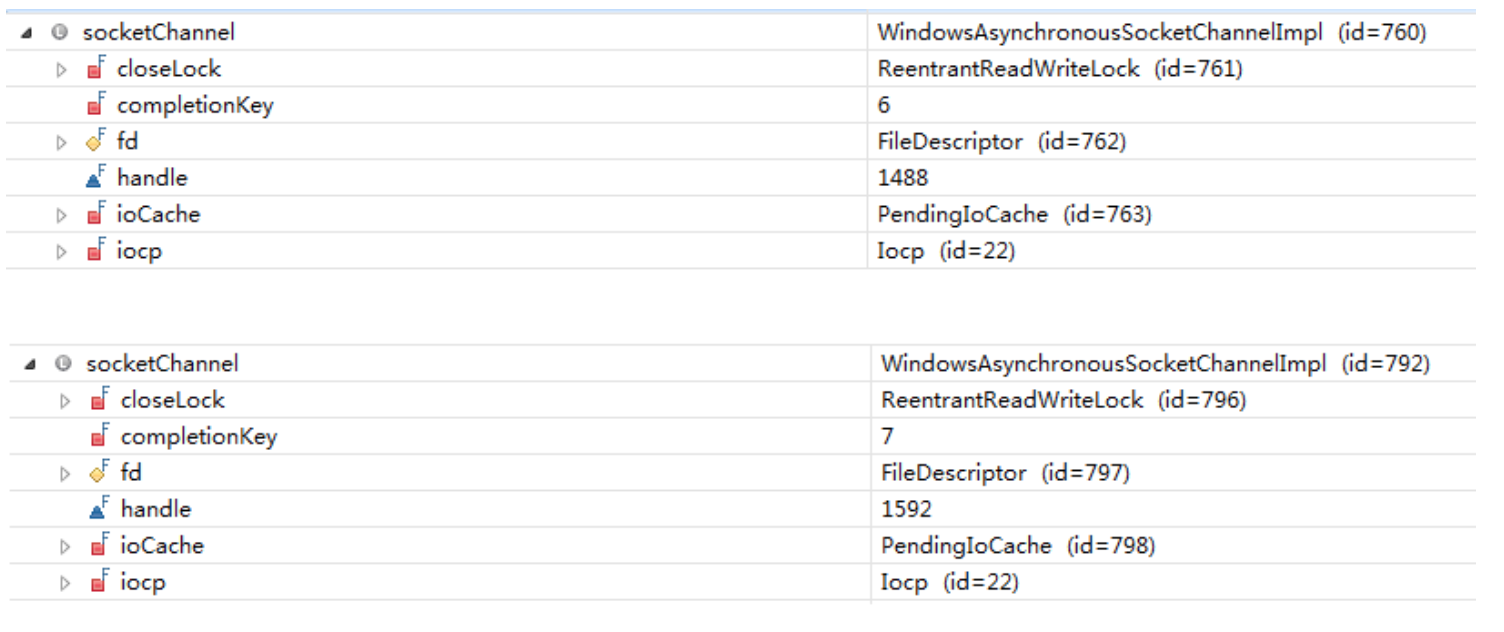 socketChannel WindowsAsynchronousSocketChannelImpl (id=760)
closeLock ReentrantReadWriteLock (id=761)
completionKey 6
fd FileDescriptor (id=762)
handle 1488
ioCache PendingIoCache (id=763)
iocp Iocp (id=22)
socketChannel WindowsAsynchronousSocketChannelImpl (id=792)
closeLock ReentrantReadWriteLock (id=796)
completionKey 7
fd FileDescriptor (id=797)
handle 1592
ioCache PendingIoCache (id=798)
iocp Iocp (id=22)